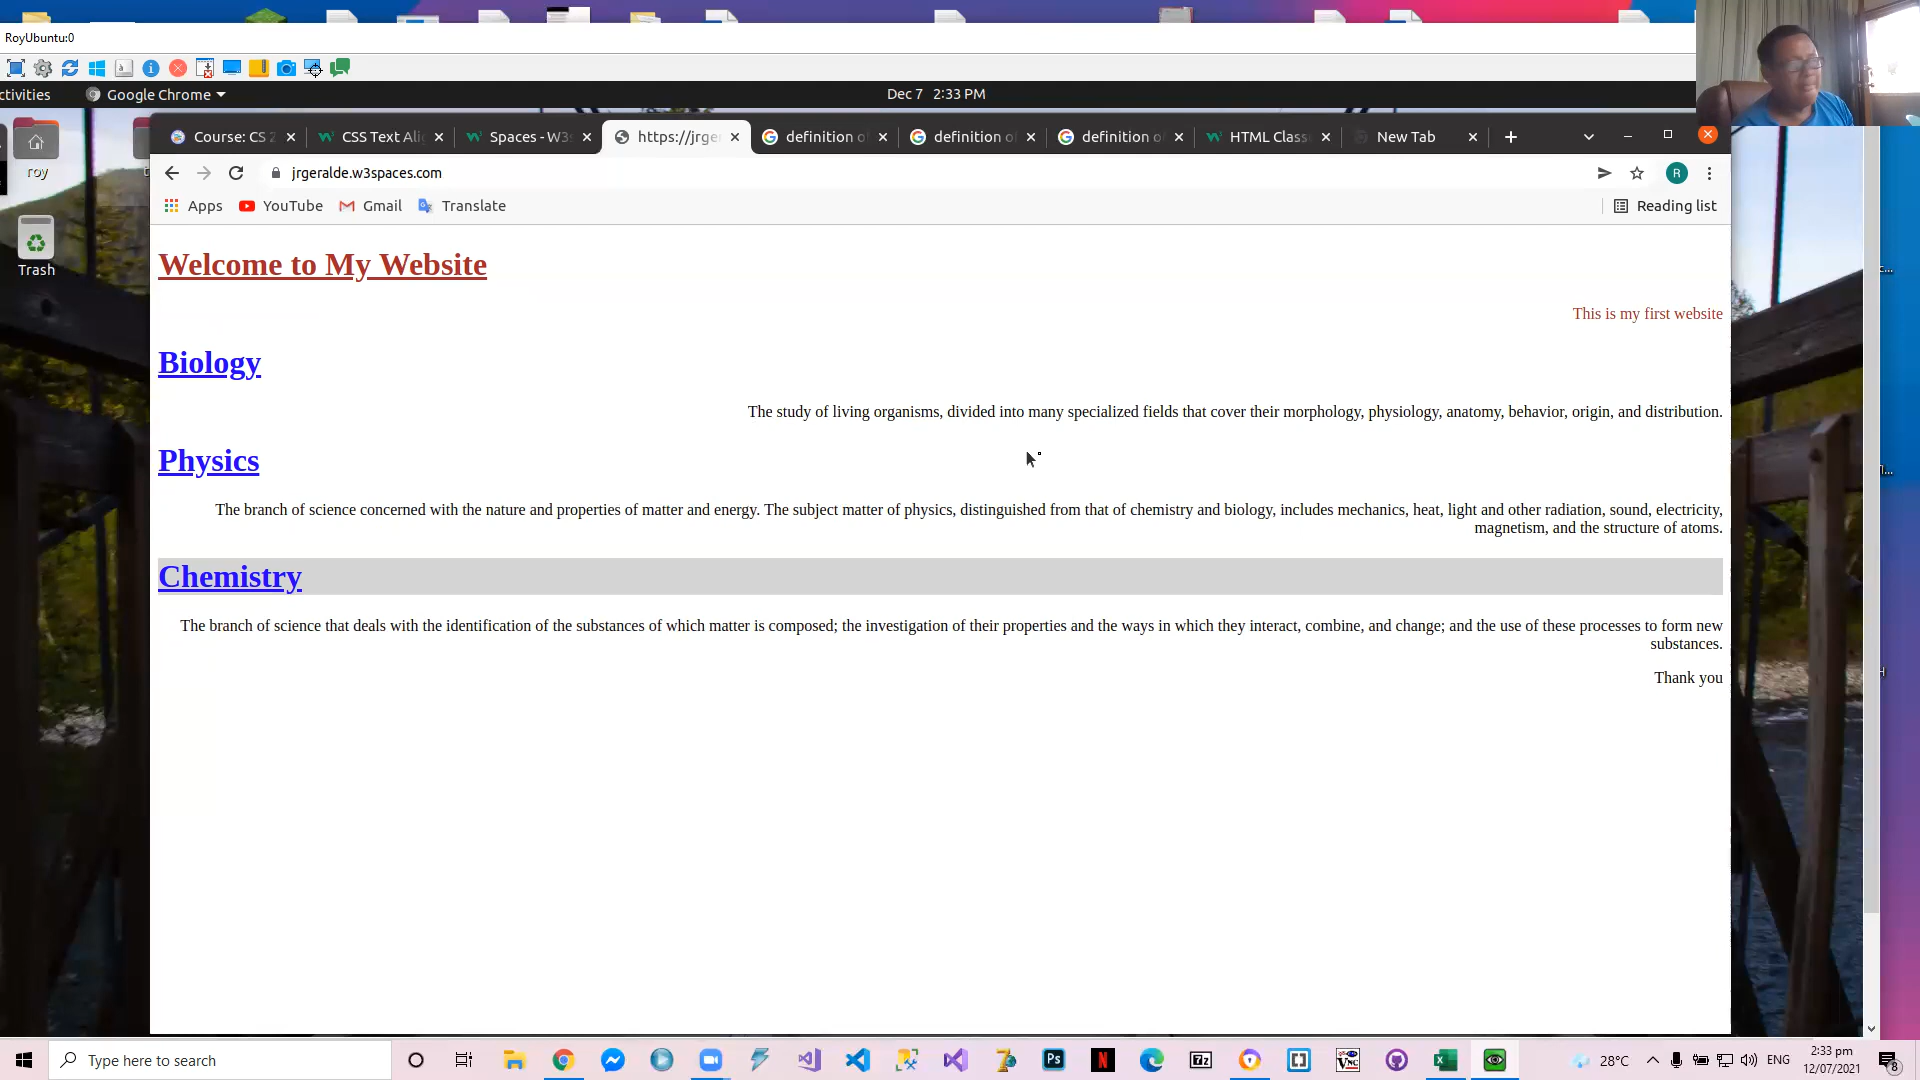 RoyUbuntu:0
ctivities
Google Chrome
Dec 7 2:33 PM
Course: CS 2
CSS Text Alig
Spaces - W3s
https://jrge
definition of
definition of
definition of
HTML Class
New Tab
jrgeralde.w3spaces.com
R
Apps
YouTube
Gmail
Translate
Reading list
roy
Trash
Welcome to My Website
This is my first website
Biology
The study of living organisms, divided into many specialized fields that cover their morphology, physiology, anatomy, behavior, origin, and distribution.
Physics
The branch of science concerned with the nature and properties of matter and energy. The subject matter of physics, distinguished from that of chemistry and biology, includes mechanics, heat, light and other radiation, sound, electricity,
magnetism, and the structure of atoms.
Chemistry
The branch of science that deals with the identification of the substances of which matter is composed; the investigation of their properties and the ways in which they interact, combine, and change; and the use of these processes to form new
substances.
Thank you
Type here to search
Ps
N
7z
28°C
ENG
2:33 pm
12/07/2021
8